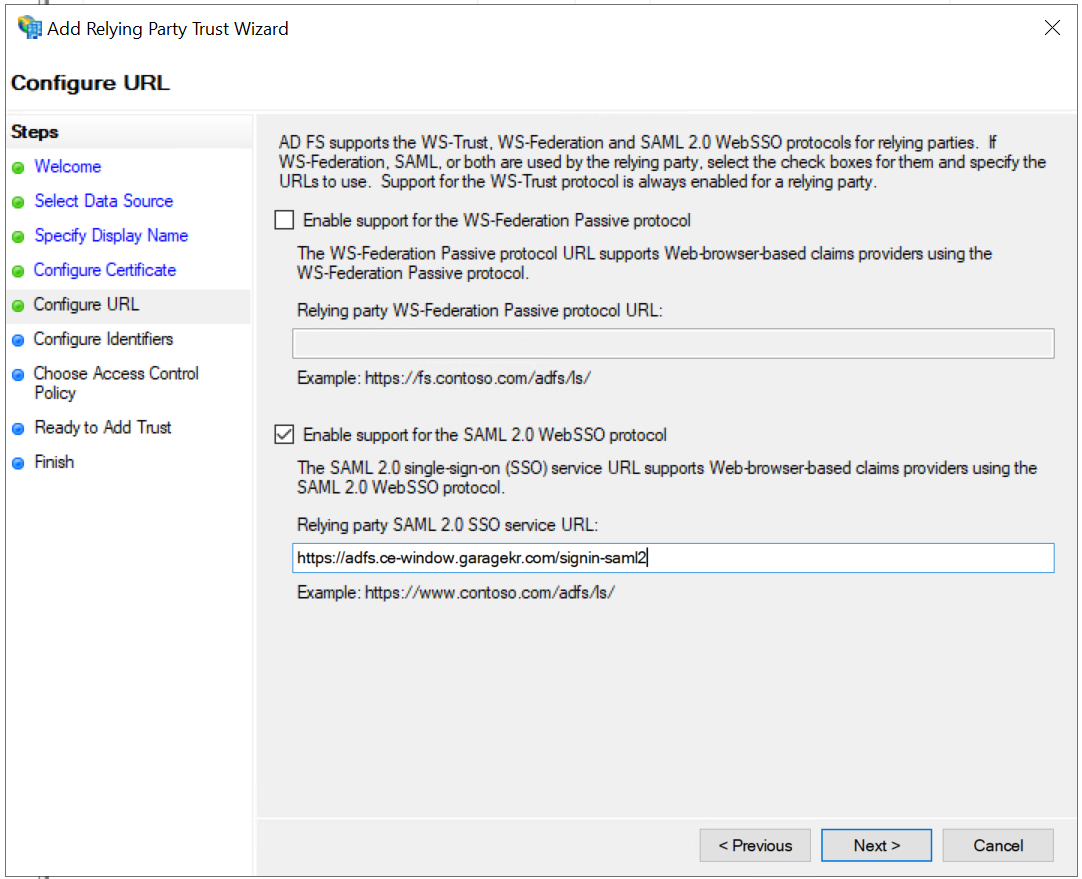 Add Relying Party Trust Wizard
Configure URL
Steps
Welcome
Select Data Source
Specify Display Name
Configure Certificate
Configure URL
Configure Identifiers
Choose Access Control
Policy
Ready to Add Trust
Finish
AD FS supports the WS-Trust, WS-Federation and SAML 2.0 WebSSO protocols for relying parties. If
WS-Federation, SAML, or both are used by the relying party, select the check boxes for them and specify the
URLs to use. Support for the WS-Trust protocol is always enabled for a relying party.
Enable support for the WS-Federation Passive protocol
The WS-Federation Passive protocol URL supports Web-browser-based claims providers using the
WS-Federation Passive protocol.
Relying party WS-Federation Passive protocol URL:
Example: https://fs.contoso.com/adfs/ls/
Enable support for the SAML 2.0 WebSSO protocol
The SAML 2.0 single-sign-on (SSO) service URL supports Web-browser-based claims providers using the
SAML 2.0 WebSSO protocol.
Relying party SAML 2.0 SSO service URL:
https://adfs.ce-window.garagekr.com/signin-saml2
Example: https://www.contoso.com/adfs/ls/
< Previous
Next >
Cancel